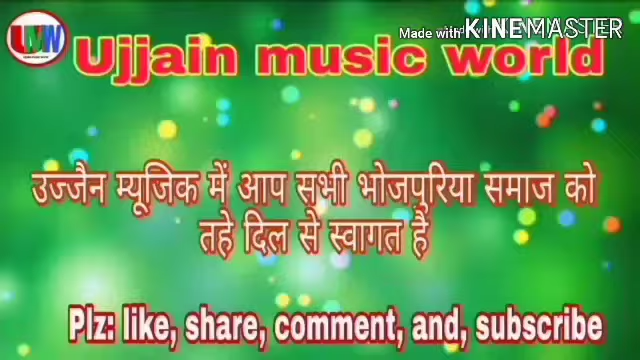 Made with KINEMASTER
UMW
Ujjain music world
उज्जैन म्यूजिक में आप सभी भोजपुरिया समाज को
तहे दिल से स्वागत है
Plz: like, share, comment, and, subscribe